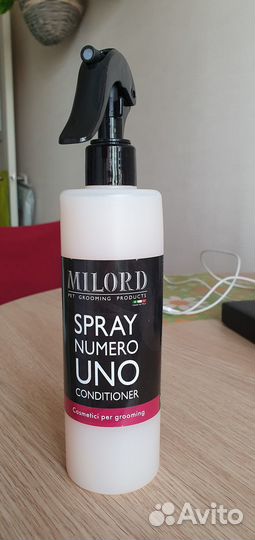 MILORD
PET GROOMING PRODUCTS
SPRAY
NUMERO
UNO
CONDITIONER
Cosmetici per grooming
Avito